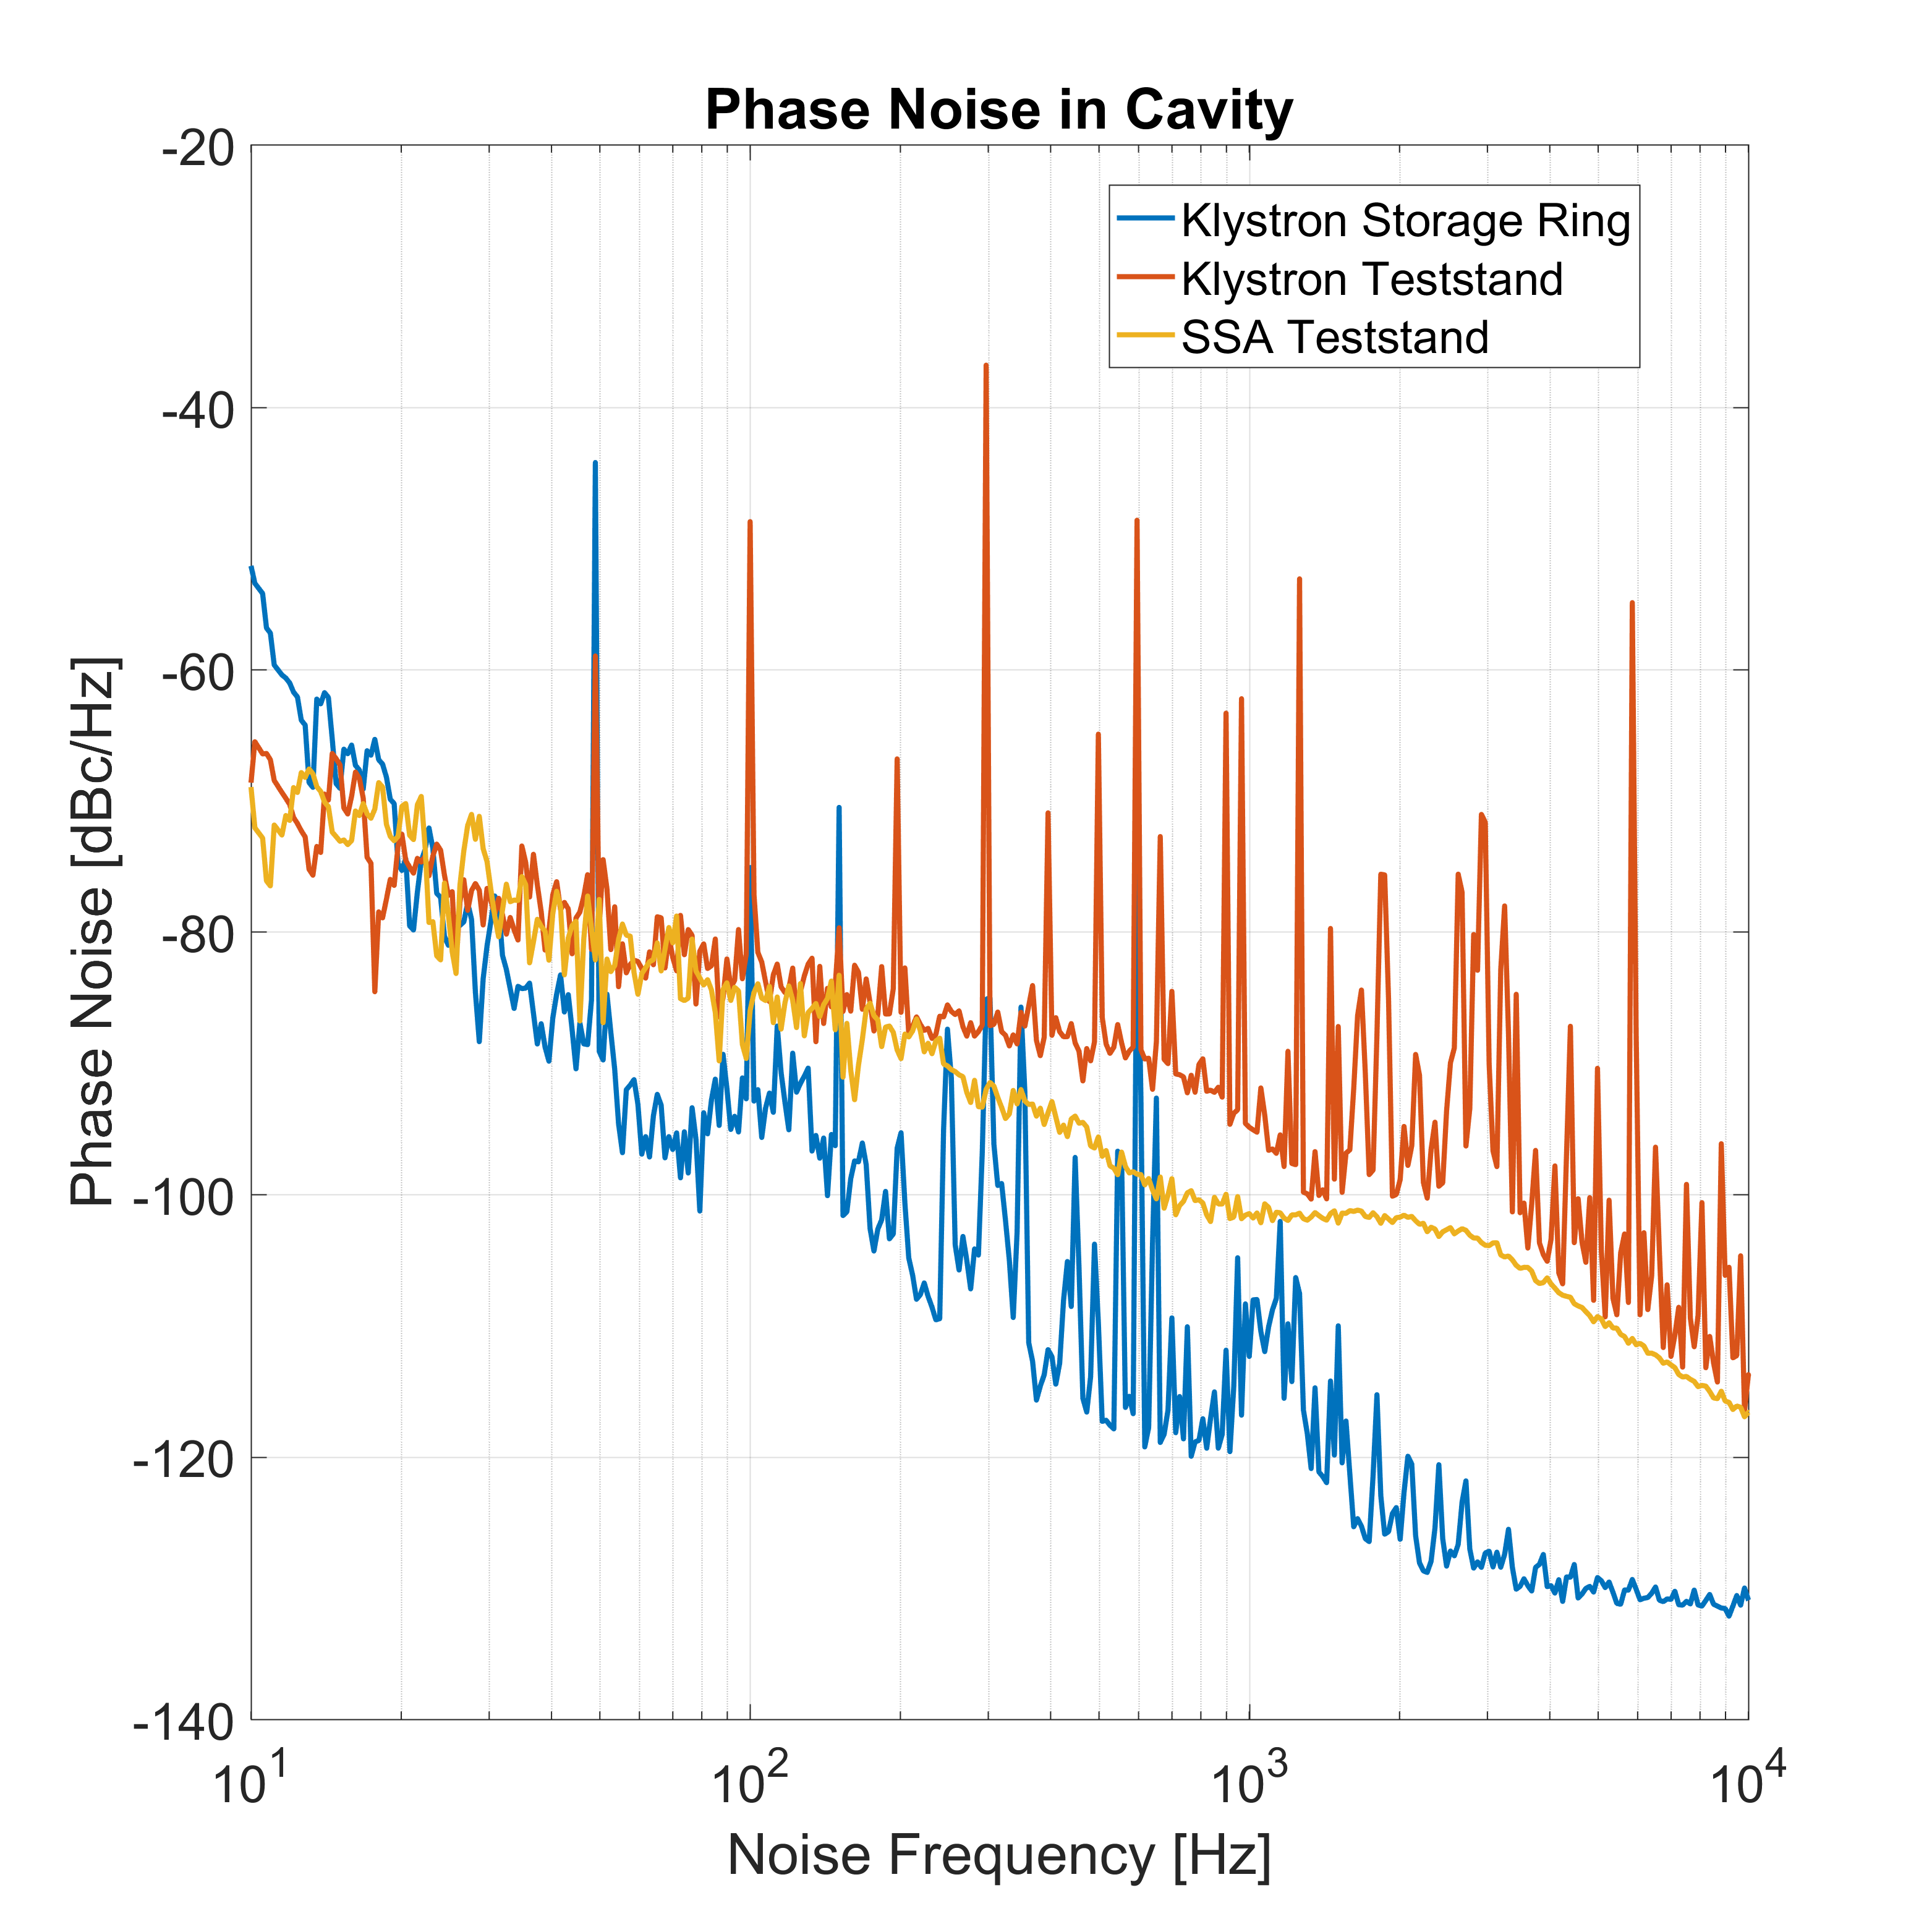 Phase Noise in Cavity
-20
-40
-60
-80
-100
-120
-140
Phase Noise [dBc/Hz]
Klystron Storage Ring
Klystron Teststand
SSA Teststand
10^1 10^2 10^3 10^4
Noise Frequency [Hz]